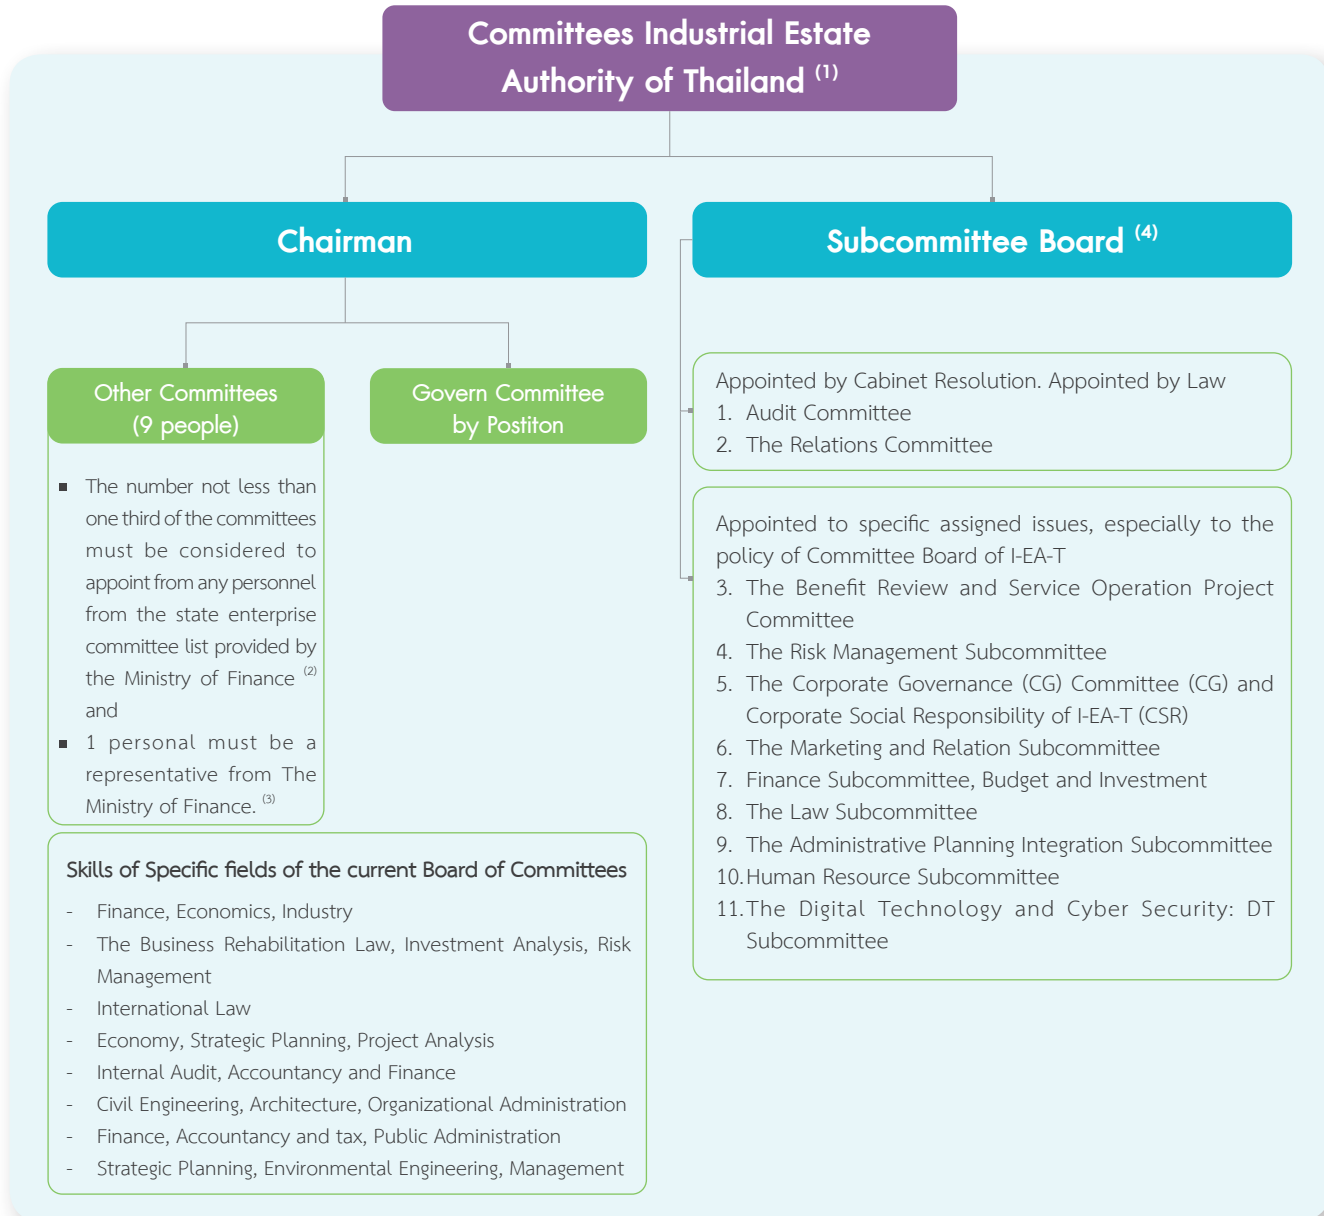 Committees Industrial Estate
Authority of Thailand (1)
Chairman
Other Committees
(9 people)
Govern Committee
by Postiton
■ The number not less than
one third of the committees
must be considered to
appoint from any personnel
from the state enterprise
committee list provided by
the Ministry of Finance (2)
and
■ 1 personal must be a
representative from The
Ministry of Finance. (3)
Skills of Specific fields of the current Board of Committees
- Finance, Economics, Industry
- The Business Rehabilitation Law, Investment Analysis, Risk
Management
- International Law
- Economy, Strategic Planning, Project Analysis
- Internal Audit, Accountancy and Finance
- Civil Engineering, Architecture, Organizational Administration
- Finance, Accountancy and tax, Public Administration
- Strategic Planning, Environmental Engineering, Management
Subcommittee Board (4)
Appointed by Cabinet Resolution. Appointed by Law
1. Audit Committee
2. The Relations Committee
Appointed to specific assigned issues, especially to the
policy of Committee Board of I-EA-T
3. The Benefit Review and Service Operation Project
Committee
4. The Risk Management Subcommittee
5. The Corporate Governance (CG) Committee (CG) and
Corporate Social Responsibility of I-EA-T (CSR)
6. The Marketing and Relation Subcommittee
7. Finance Subcommittee, Budget and Investment
8. The Law Subcommittee
9. The Administrative Planning Integration Subcommittee
10.Human Resource Subcommittee
11.The Digital Technology and Cyber Security: DT
Subcommittee